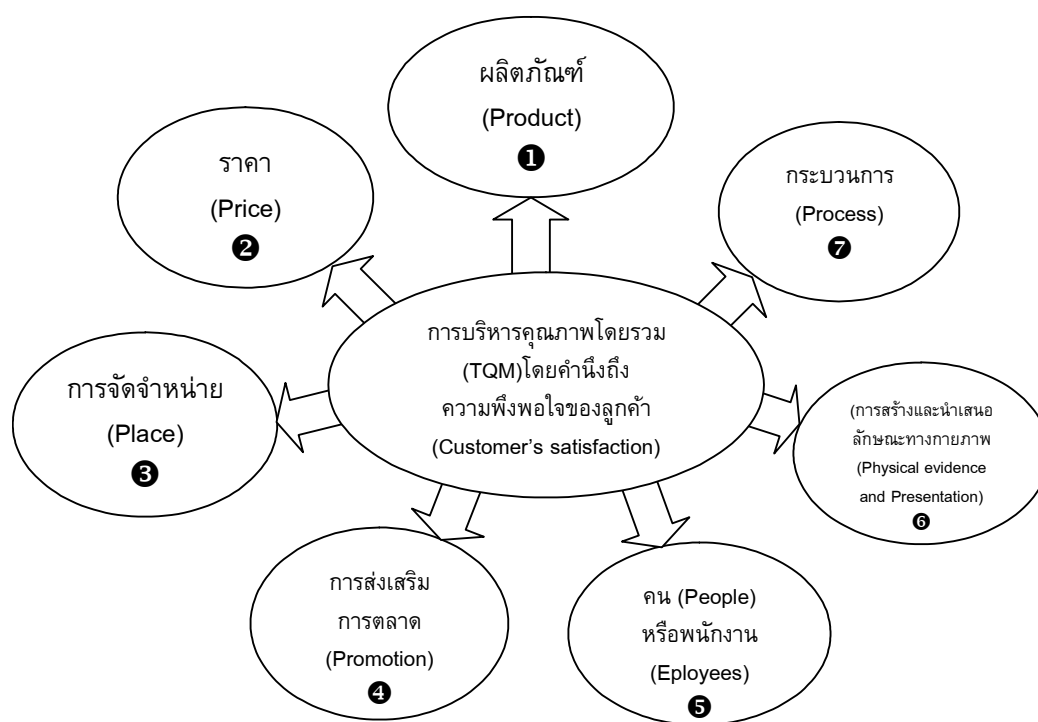 ผลิตภัณฑ์
(Product)
❶
ราคา
(Price)
❷
การจัดจำหน่าย
(Place)
❸
การส่งเสริม
การตลาด
(Promotion)
❹
คน (People)
หรือพนักงาน
(Eployees)
❺
(การสร้างและนำเสนอ
ลักษณะทางกายภาพ
(Physical evidence
and Presentation)
❻
กระบวนการ
(Process)
❼
การบริหารคุณภาพโดยรวม
(TQM)โดยคำนึงถึง
ความพึงพอใจของลูกค้า
(Customer’s satisfaction)